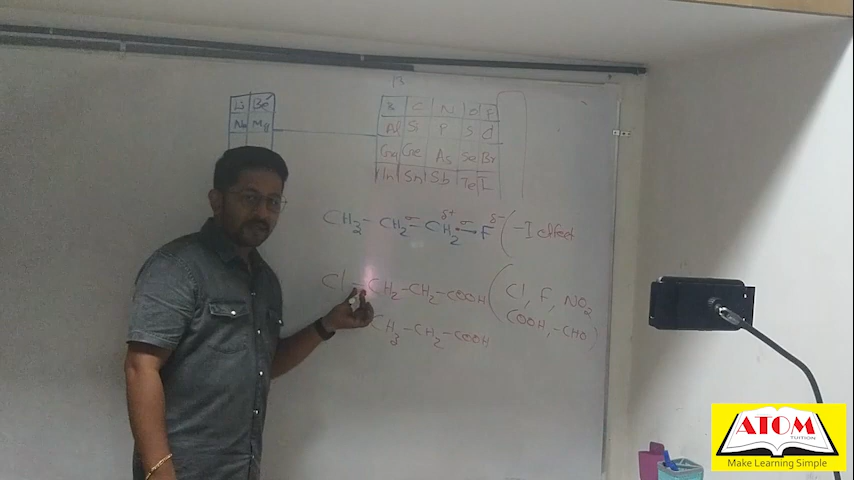 B
Li Be
B C N O F
Na Mg
Al Si P S Cl
Ga Ge As Se Br
In Sn Sb Te I
CH3- CH2 - CH2 F (-I effect
δ+ δ-
Cl-CH2-CH2-COOH (Cl, F, NO2
COOH, -CHO)
CH3-CH2-COOH
ATOM
TUITION
Make Learning Simple